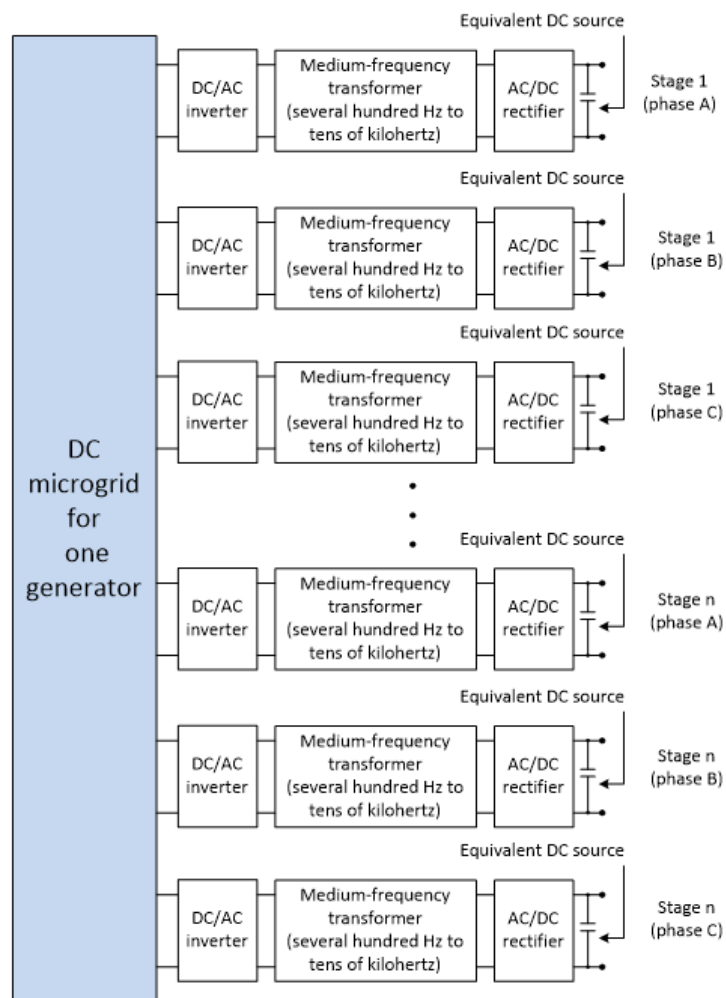 DC
microgrid
for
one
generator
Equivalent DC source
DC/AC
inverter
Medium-frequency
transformer
(several hundred Hz to
tens of kilohertz)
AC/DC
rectifier
Stage 1
(phase A)
Equivalent DC source
DC/AC
inverter
Medium-frequency
transformer
(several hundred Hz to
tens of kilohertz)
AC/DC
rectifier
Stage 1
(phase B)
Equivalent DC source
DC/AC
inverter
Medium-frequency
transformer
(several hundred Hz to
tens of kilohertz)
AC/DC
rectifier
Stage 1
(phase C)
Equivalent DC source
DC/AC
inverter
Medium-frequency
transformer
(several hundred Hz to
tens of kilohertz)
AC/DC
rectifier
Stage n
(phase A)
Equivalent DC source
DC/AC
inverter
Medium-frequency
transformer
(several hundred Hz to
tens of kilohertz)
AC/DC
rectifier
Stage n
(phase B)
Equivalent DC source
DC/AC
inverter
Medium-frequency
transformer
(several hundred Hz to
tens of kilohertz)
AC/DC
rectifier
Stage n
(phase C)